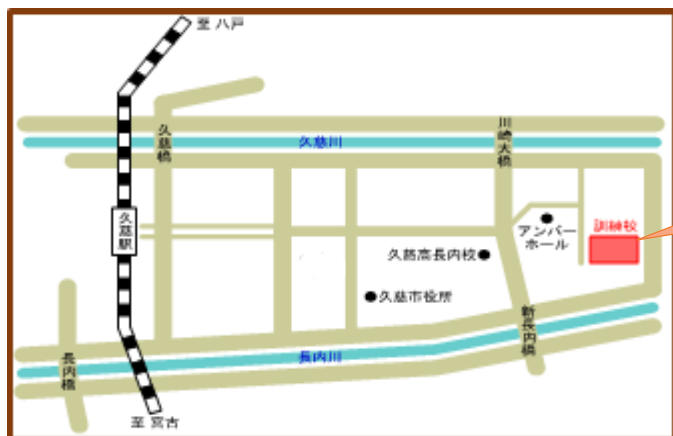 至 八戸
久慈橋
久慈川
川崎大橋
久慈駅
訓練校
アンバー
ホール
久慈高長内校
久慈市役所
新長内橋
長内川
長内橋
至 宮古